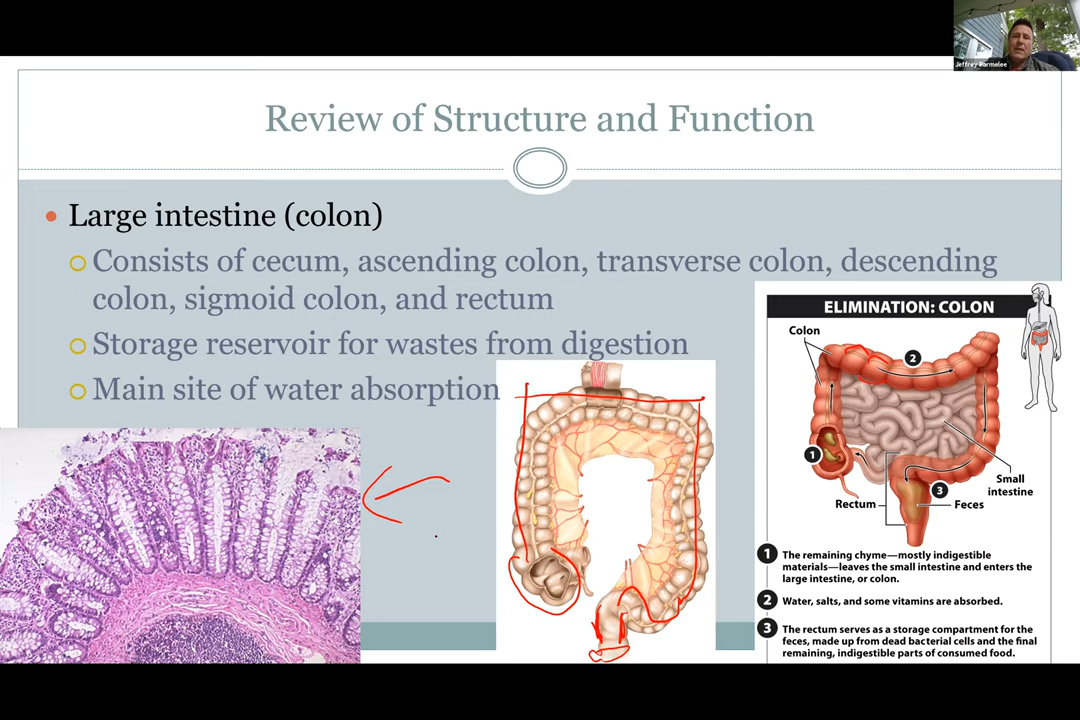 Jeffrey Parmelee
Review of Structure and Function
Large intestine (colon)
Consists of cecum, ascending colon, transverse colon, descending
colon, sigmoid colon, and rectum
Storage reservoir for wastes from digestion
Main site of water absorption
ELIMINATION: COLON
Colon
2
1
3
Small
intestine
Rectum
Feces
1 The remaining chyme—mostly indigestible
materials—leaves the small intestine and enters the
large intestine, or colon.
2 Water, salts, and some vitamins are absorbed.
3 The rectum serves as a storage compartment for the
feces, made up from dead bacterial cells and the final
remaining, indigestible parts of consumed food.